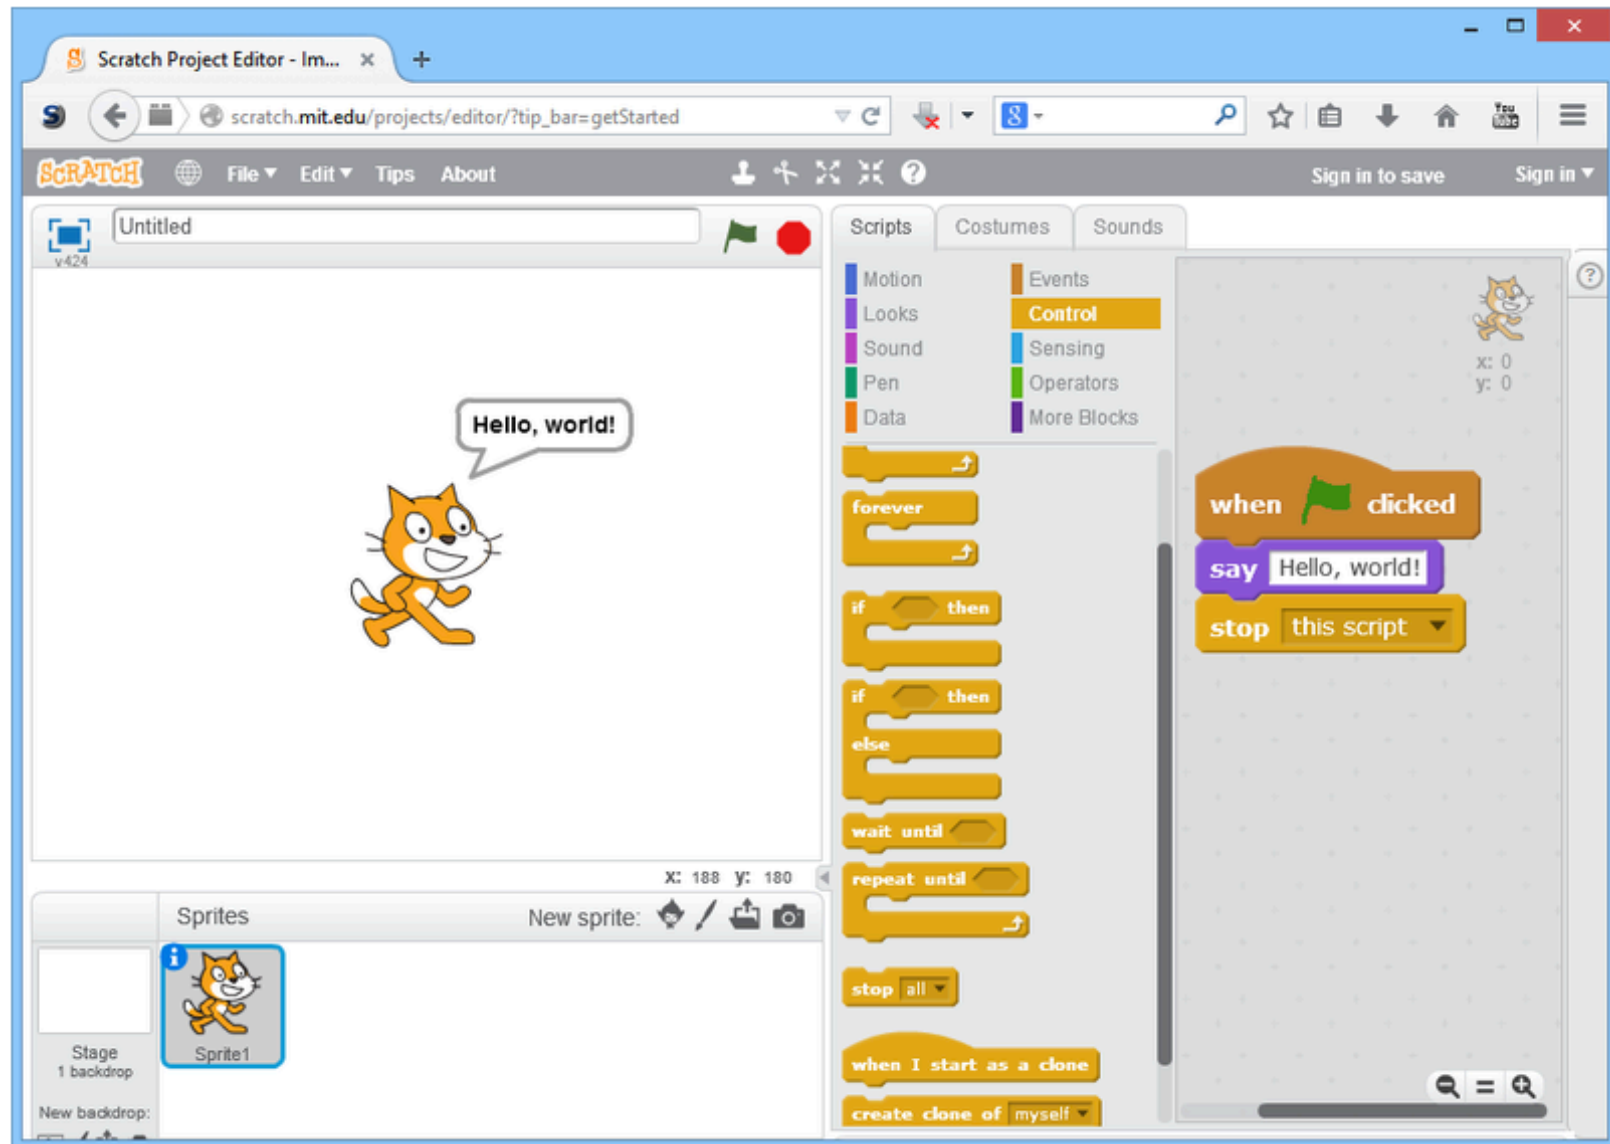 Scratch Project Editor - Im...
scratch.mit.edu/projects/editor/?tip_bar=getStarted
You Tube
SCRATCH File Edit Tips About Sign in to save Sign in
Untitled
v424
Scripts Costumes Sounds
Motion Events
Looks Control
Sound Sensing
Pen Operators
Data More Blocks
x: 0
y: 0
Hello, world!
forever
if then
if then
else
wait until
repeat until
stop all
when I start as a clone
create clone of myself
when clicked
say Hello, world!
stop this script
X: 188 y: 180
Sprites New sprite:
Stage
1 backdrop
Sprite1
New backdrop: